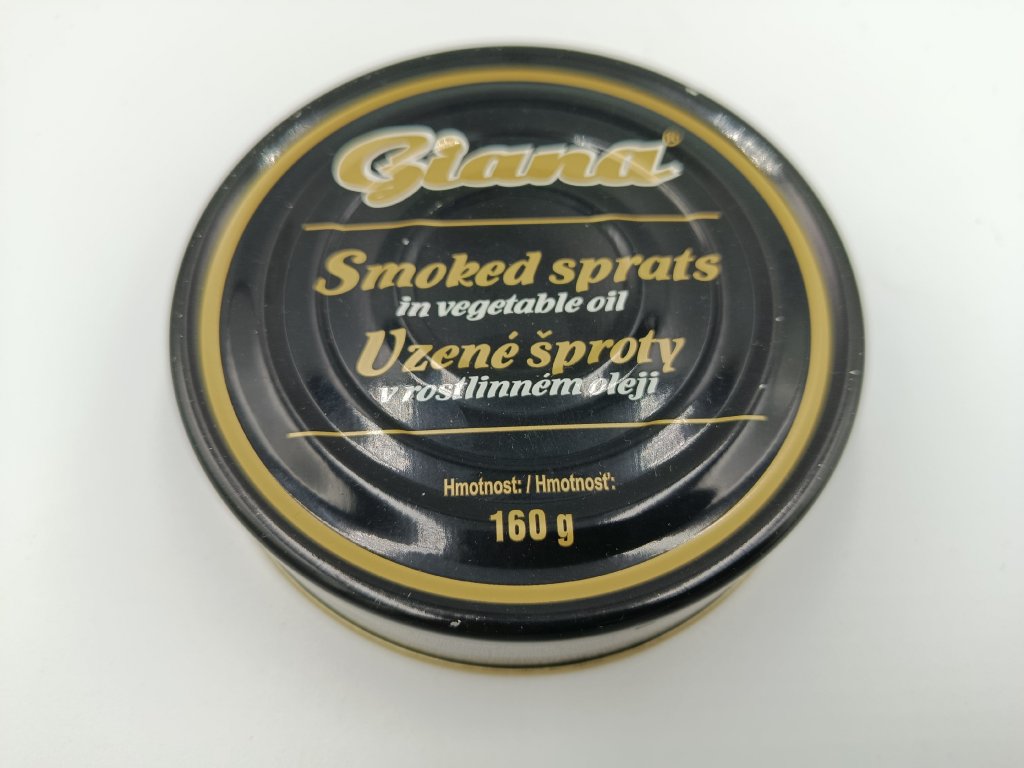 Giana®
Smoked sprats
in vegetable oil
Uzené šproty
v rostlinném oleji
Hmotnost: / Hmotnosť:
160 g